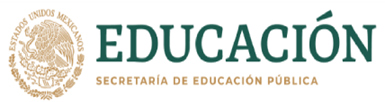 ESTADOS UNIDOS MEXICANOS
EDUCACIÓN
SECRETARÍA DE EDUCACIÓN PÚBLICA